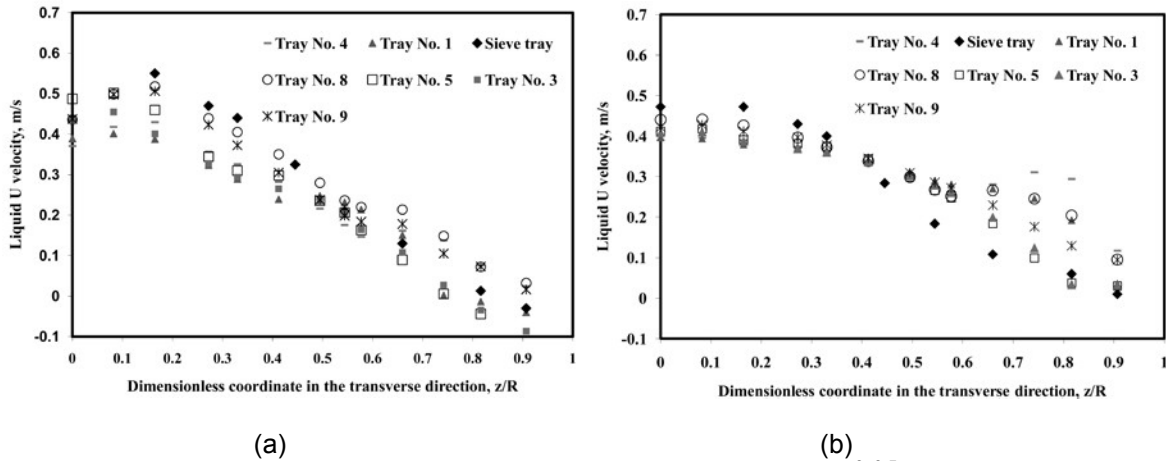 0.7
0.6
0.5
0.4
0.3
0.2
0.1
0
-0.1
Liquid U velocity, m/s
Tray No. 4 Tray No. 1 Sieve tray
Tray No. 8 Tray No. 5 Tray No. 3
Tray No. 9
0 0.1 0.2 0.3 0.4 0.5 0.6 0.7 0.8 0.9 1
Dimensionless coordinate in the transverse direction, z/R
(a)
0.7
0.6
0.5
0.4
0.3
0.2
0.1
0
-0.1
Liquid U velocity, m/s
Tray No. 4 Sieve tray Tray No. 1
Tray No. 8 Tray No. 5 Tray No. 3
Tray No. 9
0 0.1 0.2 0.3 0.4 0.5 0.6 0.7 0.8 0.9 1
Dimensionless coordinate in the transverse direction, z/R
(b)